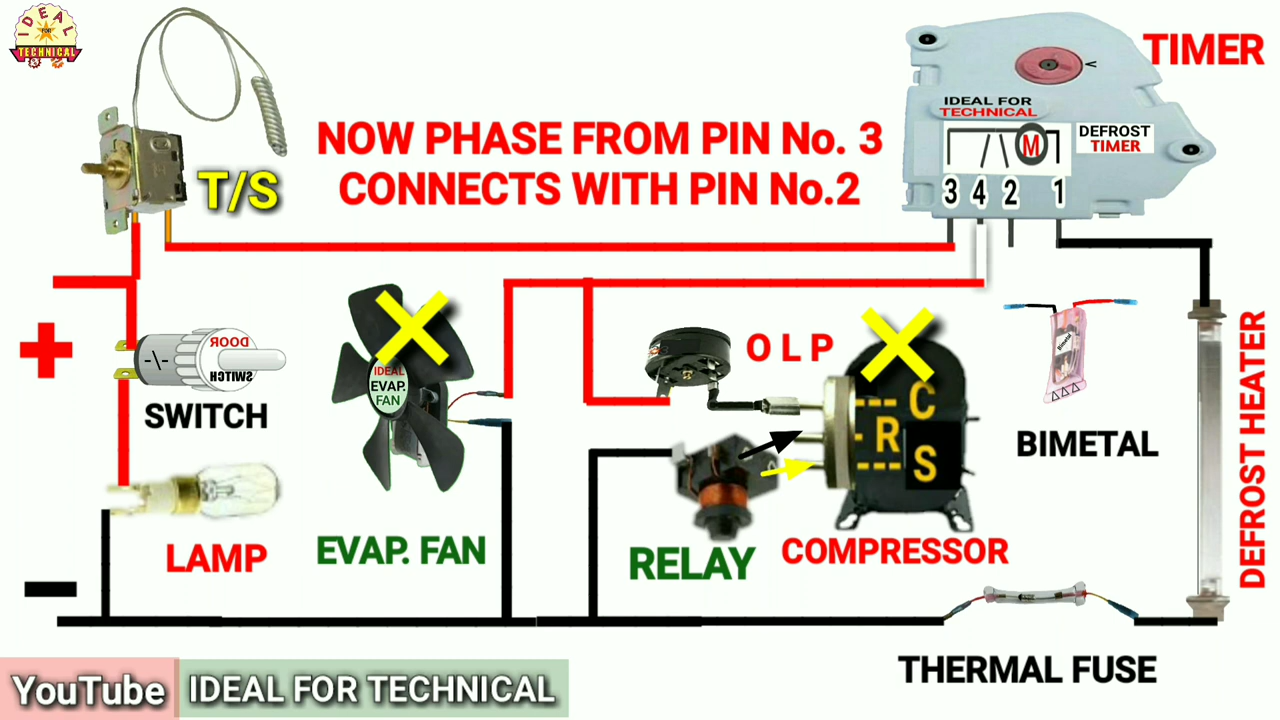 IDEAL
FOR
TECHNICAL
TIMER
IDEAL FOR
TECHNICAL
NOW PHASE FROM PIN No. 3
CONNECTS WITH PIN No.2
M
DEFROST
TIMER
3 4 2 1
T/S
+
DOOR
SWITCH
SWITCH
IDEAL
EVAP.
FAN
O L P
C
R
S
Bimetal
BIMETAL
DEFROST HEATER
LAMP
EVAP. FAN
RELAY
COMPRESSOR
THERMAL FUSE
YouTube
IDEAL FOR TECHNICAL